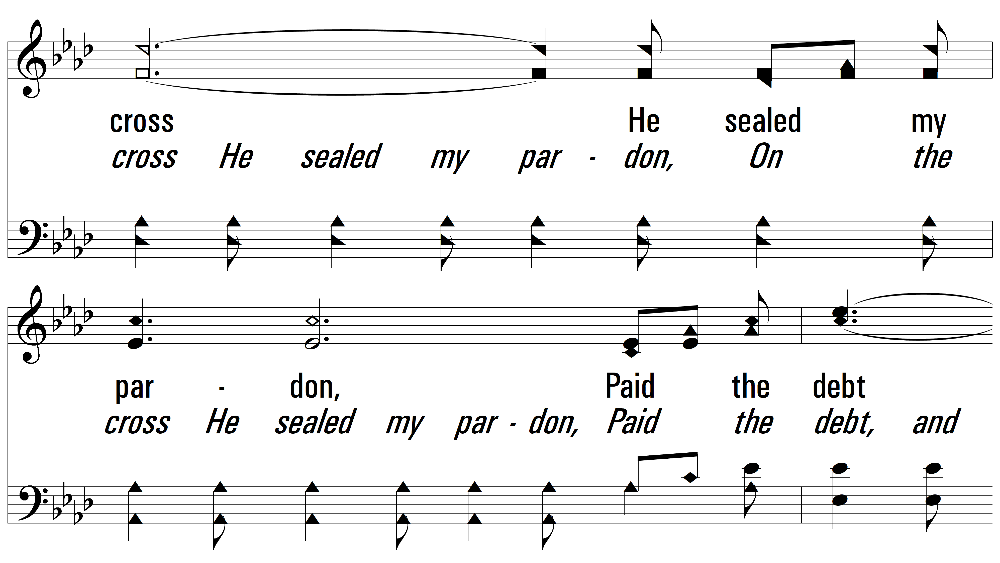 cross He sealed my
cross He sealed my par - don, On the
par - don, Paid the debt
cross He sealed my par - don, Paid the debt, and